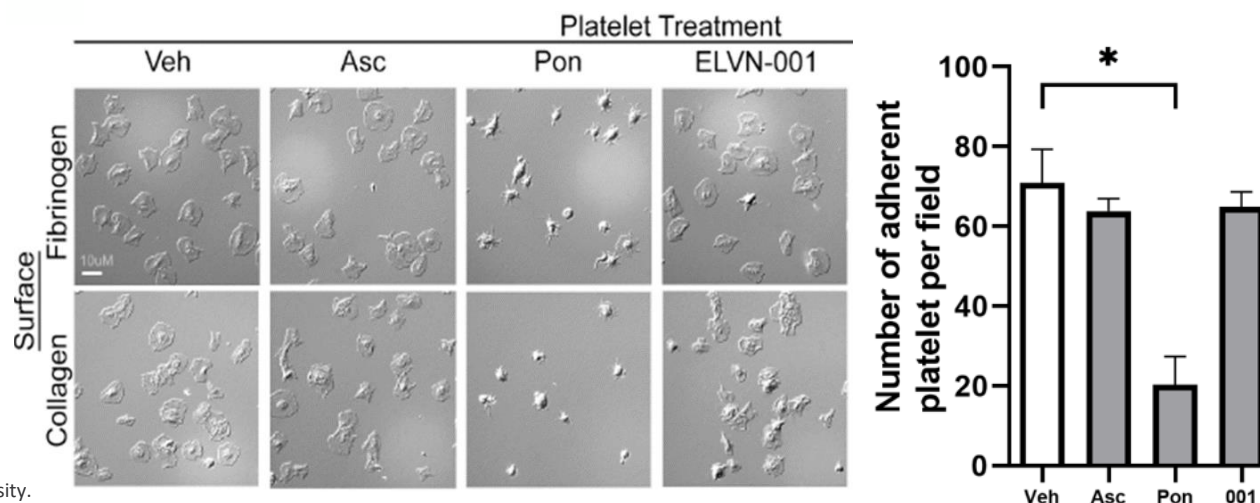 Platelet Treatment
Veh Asc Pon ELVN-001
Surface
Fibrinogen
10uM
Collagen
sity.
Number of adherent
platelet per field
100
80
60
40
20
0
*
Veh Asc Pon 001